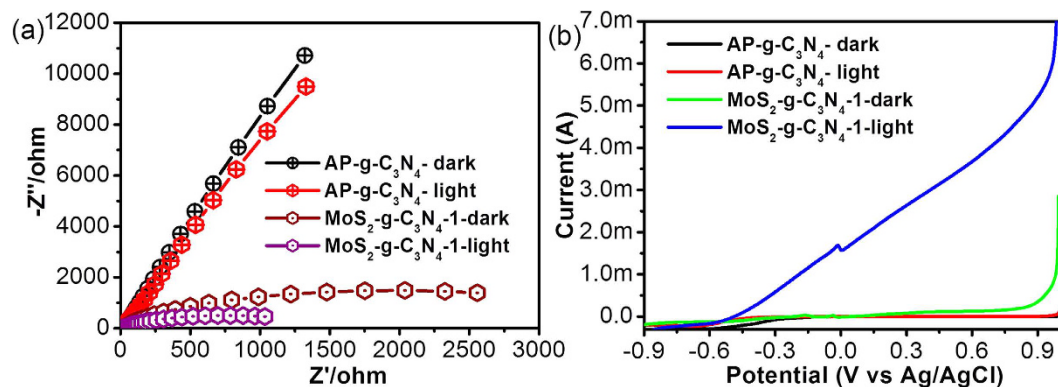 (a)
12000
10000
8000
6000
4000
2000
0
-Z''/ohm
AP-g-C₃N₄- dark
AP-g-C₃N₄- light
MoS₂-g-C₃N₄-1-dark
MoS₂-g-C₃N₄-1-light
0 500 1000 1500 2000 2500 3000
Z'/ohm
(b)
7.0m
6.0m
5.0m
4.0m
3.0m
2.0m
1.0m
0.0
Current (A)
AP-g-C₃N₄- dark
AP-g-C₃N₄- light
MoS₂-g-C₃N₄-1-dark
MoS₂-g-C₃N₄-1-light
-0.9 -0.6 -0.3 0.0 0.3 0.6 0.9
Potential (V vs Ag/AgCl)